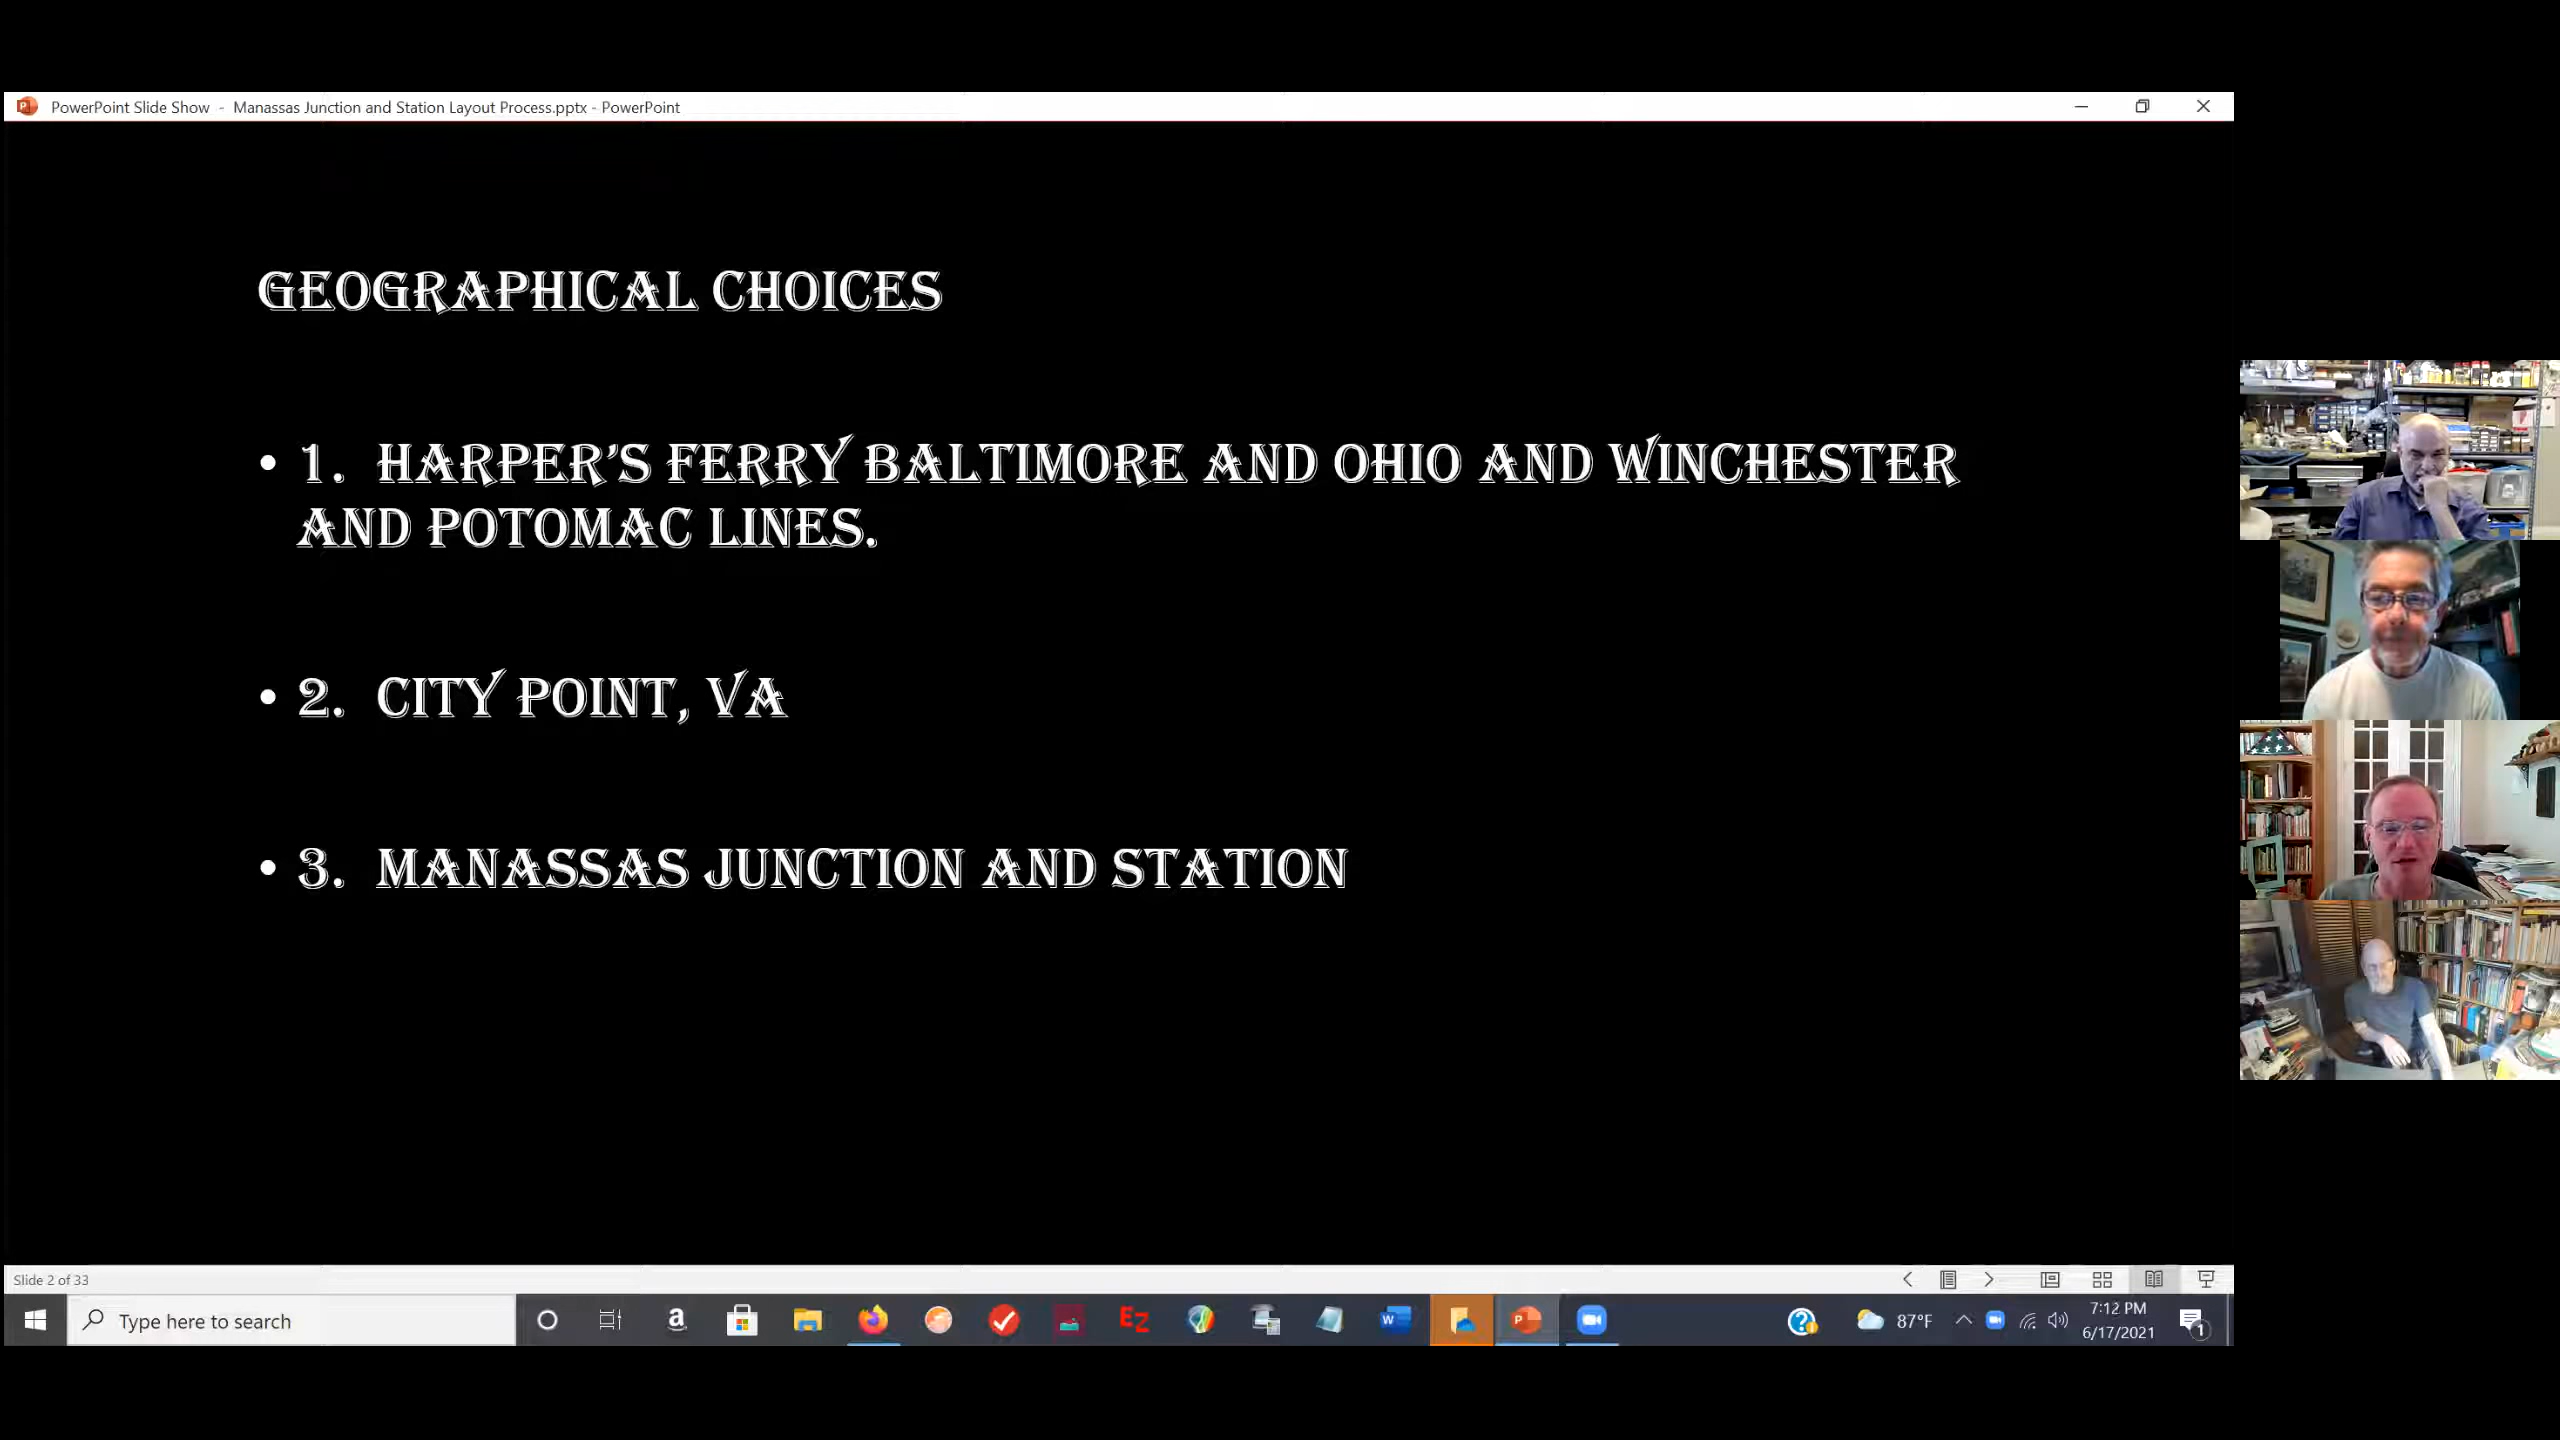 PowerPoint Slide Show - Manassas Junction and Station Layout Process.pptx - PowerPoint
GEOGRAPHICAL CHOICES
• 1. HARPER’S FERRY BALTIMORE AND OHIO AND WINCHESTER
AND POTOMAC LINES.
• 2. CITY POINT, VA
• 3. MANASSAS JUNCTION AND STATION
Slide 2 of 33
Type here to search
a
EZ
W
P
?
87°F
7:12 PM
6/17/2021
1